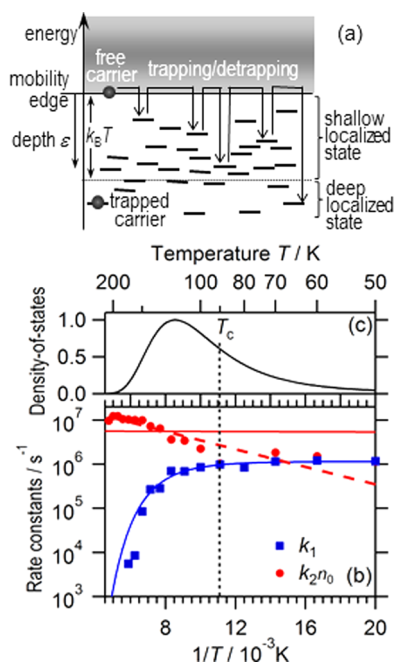 energy
(a)
free
carrier
trapping/detrapping
mobility
edge
depth ε
k_BT
shallow
localized
state
trapped
carrier
deep
localized
state
Temperature T / K
200 100 80 70 60 50
T_c
(c)
Density-of-states
1.0
0.5
0.0
Rate constants / s⁻¹
10⁷
10⁶
10⁵
10⁴
10³
k₁
k₂n₀
(b)
8 12 16 20
1/T / 10⁻³K